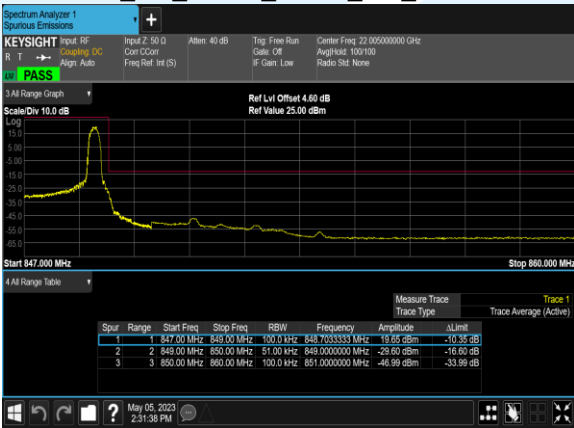 Spectrum Analyzer 1
Spurious Emissions
+
KEYSIGHT Input: RF Input Z: 50 Ω Atten: 40 dB Trig: Free Run Center Freq: 22.005000000 GHz
R T Coupling: DC Corr CCorr Gate: Off Avg|Hold: 100/100
Align: Auto Freq Ref: Int (S) IF Gain: Low Radio Std: None
LXI PASS
3 All Range Graph
Ref Lvl Offset 4.60 dB
Scale/Div 10.0 dB Ref Value 25.00 dBm
Log
15.0
5.00
-5.00
-15.0
-25.0
-35.0
-45.0
-55.0
-65.0
Start 847.000 MHz Stop 860.000 MHz
4 All Range Table
Measure Trace Trace 1
Trace Type Trace Average (Active)
Spur Range Start Freq Stop Freq RBW Frequency Amplitude ΔLimit
1 1 847.00 MHz 849.00 MHz 100.0 kHz 848.7033333 MHz 19.65 dBm -10.35 dB
2 2 849.00 MHz 850.00 MHz 51.00 kHz 849.0000000 MHz -29.60 dBm -16.60 dB
3 3 850.00 MHz 860.00 MHz 100.0 kHz 851.0000000 MHz -46.99 dBm -33.99 dB
? May 05, 2023
2:31:38 PM